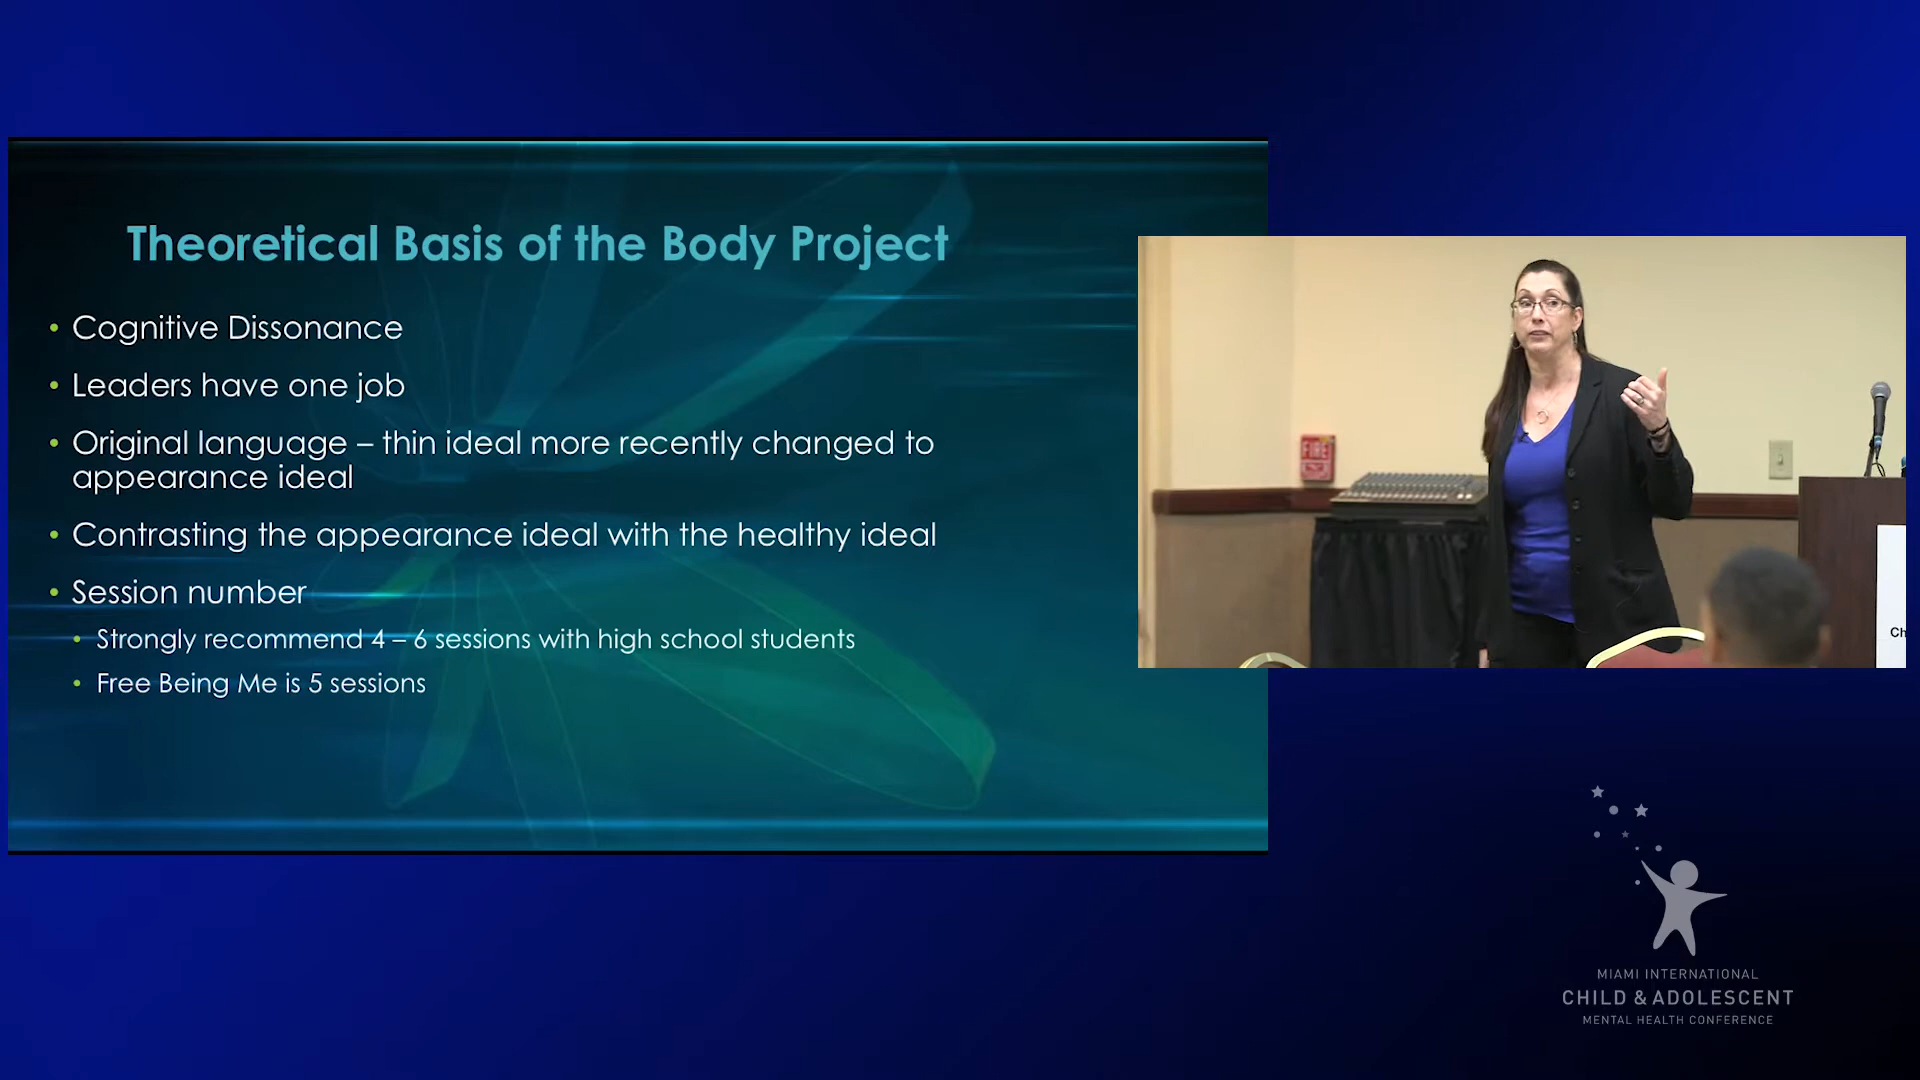 Theoretical Basis of the Body Project
• Cognitive Dissonance
• Leaders have one job
• Original language – thin ideal more recently changed to
appearance ideal
• Contrasting the appearance ideal with the healthy ideal
• Session number
• Strongly recommend 4 – 6 sessions with high school students
• Free Being Me is 5 sessions
FIRE
Ch
MIAMI INTERNATIONAL
CHILD & ADOLESCENT
MENTAL HEALTH CONFERENCE